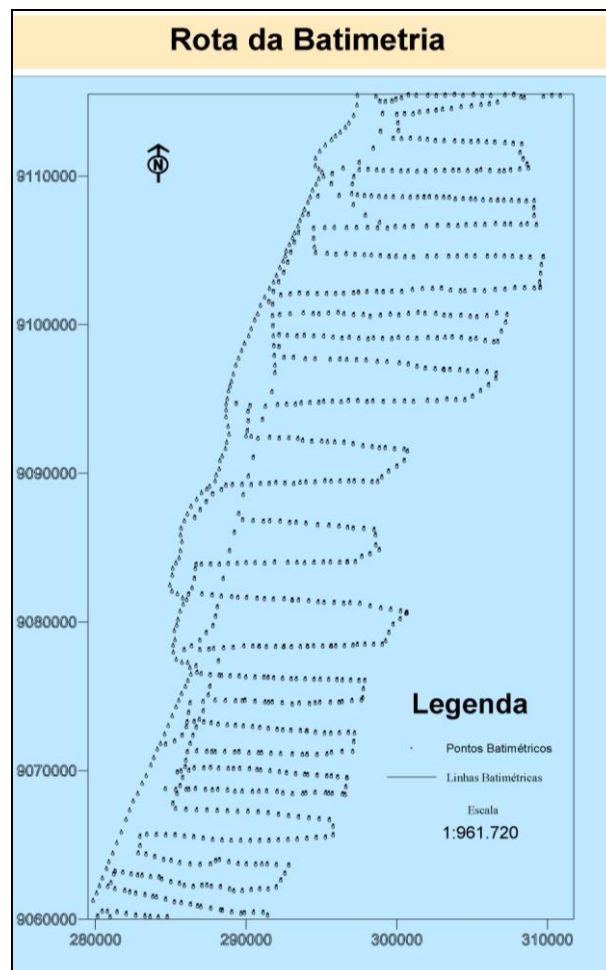 Rota da Batimetria
N
9110000
9100000
9090000
9080000
9070000
9060000
280000
290000
300000
310000
Legenda
Pontos Batimétricos
Linhas Batimétricas
Escala
1:961.720